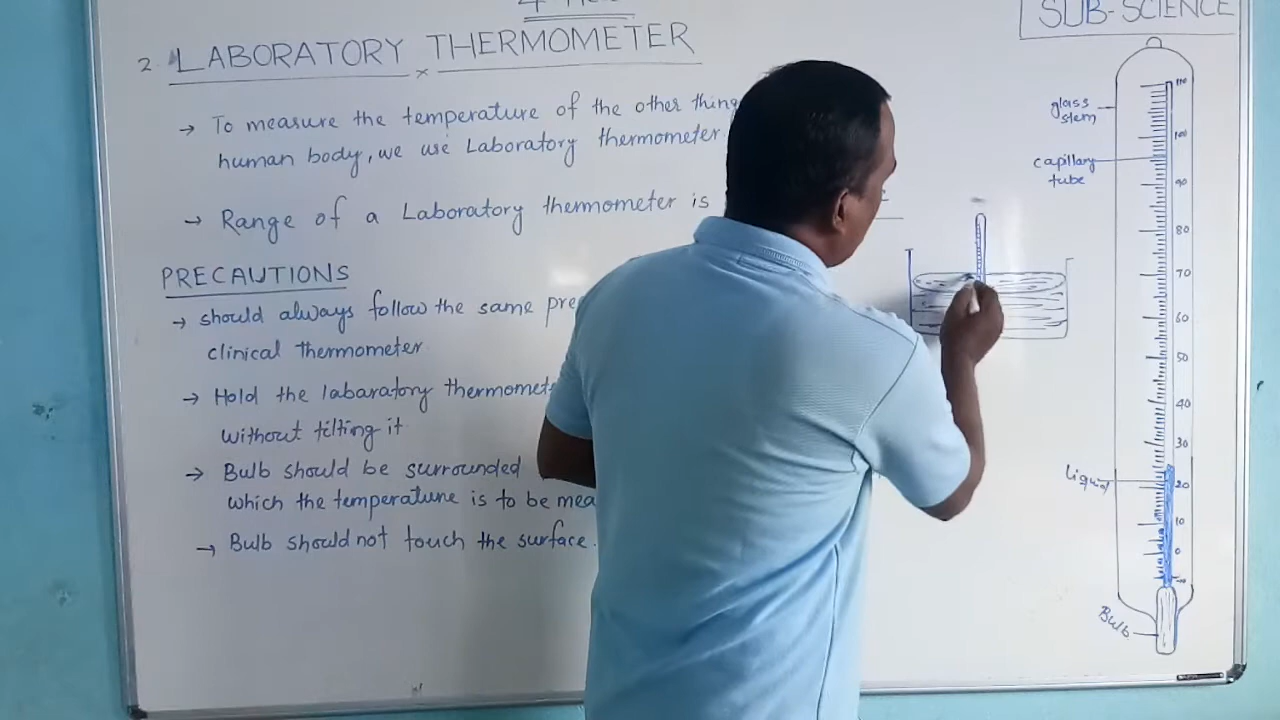 SUB-SCIENCE
2. LABORATORY THERMOMETER
→ To measure the temperature of the other thing
human body, we use Laboratory thermometer
→ Range of a Laboratory thermometer is
PRECAUTIONS
→ should always follow the same pre
clinical thermometer
→ Hold the labaratory thermomet
without tilting it
→ Bulb should be surrounded
which the temperature is to be mea
→ Bulb should not touch the surface.
glass
stem
capillary
tube
liquid
Bulb
110
100
90
80
70
60
50
40
30
20
10
0
-10